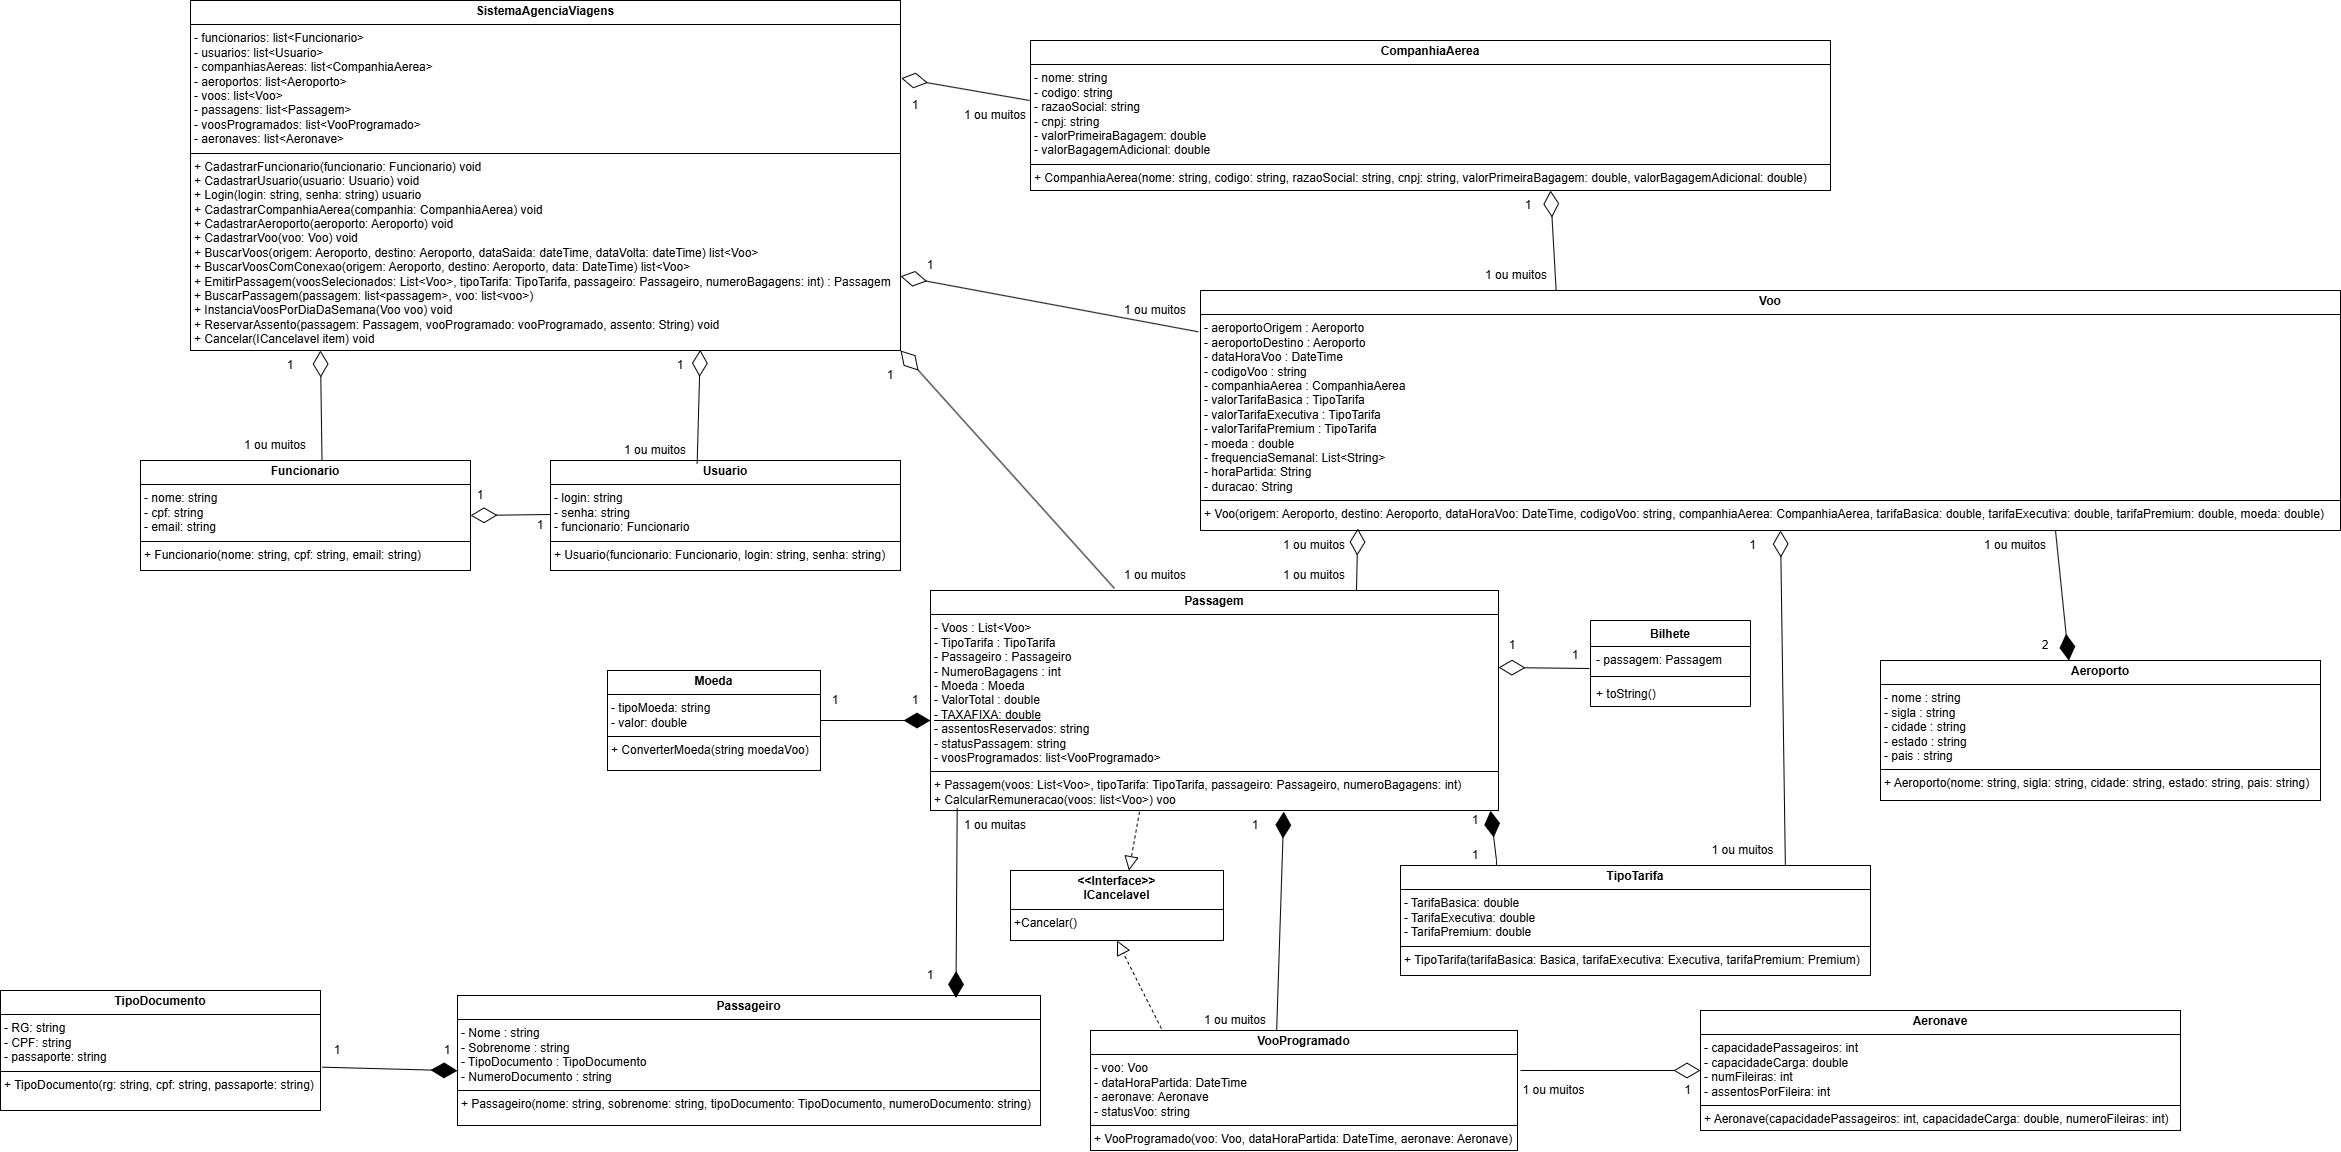 SistemaAgenciaViagens
- funcionarios: list<Funcionario>
- usuarios: list<Usuario>
- companhiasAereas: list<CompanhiaAerea>
- aeroportos: list<Aeroporto>
- voos: list<Voo>
- passagens: list<Passagem>
- voosProgramados: list<VooProgramado>
- aeronaves: list<Aeronave>
+ CadastrarFuncionario(funcionario: Funcionario) void
+ CadastrarUsuario(usuario: Usuario) void
+ Login(login: string, senha: string) usuario
+ CadastrarCompanhiaAerea(companhia: CompanhiaAerea) void
+ CadastrarAeroporto(aeroporto: Aeroporto) void
+ CadastrarVoo(voo: Voo) void
+ BuscarVoos(origem: Aeroporto, destino: Aeroporto, dataSaida: dateTime, dataVolta: dateTime) list<Voo>
+ BuscarVoosComConexao(origem: Aeroporto, destino: Aeroporto, data: DateTime) list<Voo>
+ EmitirPassagem(voosSelecionados: List<Voo>, tipoTarifa: TipoTarifa, passageiro: Passageiro, numeroBagagens: int) : Passagem
+ BuscarPassagem(passagem: list<passagem>, voo: list<voo>)
+ InstanciaVoosPorDiaDaSemana(Voo voo) void
+ ReservarAssento(passagem: Passagem, vooProgramado: vooProgramado, assento: String) void
+ Cancelar(ICancelavel item) void
1
1 ou muitos
CompanhiaAerea
- nome: string
- codigo: string
- razaoSocial: string
- cnpj: string
- valorPrimeiraBagagem: double
- valorBagagemAdicional: double
+ CompanhiaAerea(nome: string, codigo: string, razaoSocial: string, cnpj: string, valorPrimeiraBagagem: double, valorBagagemAdicional: double)
1
1 ou muitos
1
1 ou muitos
Voo
- aeroportoOrigem : Aeroporto
- aeroportoDestino : Aeroporto
- dataHoraVoo : DateTime
- codigoVoo : string
- companhiaAerea : CompanhiaAerea
- valorTarifaBasica : TipoTarifa
- valorTarifaExecutiva : TipoTarifa
- valorTarifaPremium : TipoTarifa
- moeda : double
- frequenciaSemanal: List<String>
- horaPartida: String
- duracao: String
+ Voo(origem: Aeroporto, destino: Aeroporto, dataHoraVoo: DateTime, codigoVoo: string, companhiaAerea: CompanhiaAerea, tarifaBasica: double, tarifaExecutiva: double, tarifaPremium: double, moeda: double)
1
1 ou muitos
1
1 ou muitos
1
1 ou muitos
Funcionario
- nome: string
- cpf: string
- email: string
+ Funcionario(nome: string, cpf: string, email: string)
1
1
Usuario
- login: string
- senha: string
- funcionario: Funcionario
+ Usuario(funcionario: Funcionario, login: string, senha: string)
1 ou muitos
1 ou muitos
1
1 ou muitos
1 ou muitos
2
Passagem
- Voos : List<Voo>
- TipoTarifa : TipoTarifa
- Passageiro : Passageiro
- NumeroBagagens : int
- Moeda : Moeda
- ValorTotal : double
- TAXAFIXA: double
- assentosReservados: string
- statusPassagem: string
- voosProgramados: list<VooProgramado>
+ Passagem(voos: List<Voo>, tipoTarifa: TipoTarifa, passageiro: Passageiro, numeroBagagens: int)
+ CalcularRemuneracao(voos: list<Voo>) voo
1
1
Bilhete
- passagem: Passagem
+ toString()
Aeroporto
- nome : string
- sigla : string
- cidade : string
- estado : string
- pais : string
+ Aeroporto(nome: string, sigla: string, cidade: string, estado: string, pais: string)
Moeda
- tipoMoeda: string
- valor: double
+ ConverterMoeda(string moedaVoo)
1
1
1 ou muitas
1
1
1
1
1 ou muitos
<<Interface>>
ICancelavel
+Cancelar()
TipoTarifa
- TarifaBasica: double
- TarifaExecutiva: double
- TarifaPremium: double
+ TipoTarifa(tarifaBasica: Basica, tarifaExecutiva: Executiva, tarifaPremium: Premium)
TipoDocumento
- RG: string
- CPF: string
- passaporte: string
+ TipoDocumento(rg: string, cpf: string, passaporte: string)
1
1
Passageiro
- Nome : string
- Sobrenome : string
- TipoDocumento : TipoDocumento
- NumeroDocumento : string
+ Passageiro(nome: string, sobrenome: string, tipoDocumento: TipoDocumento, numeroDocumento: string)
1 ou muitos
VooProgramado
- voo: Voo
- dataHoraPartida: DateTime
- aeronave: Aeronave
- statusVoo: string
+ VooProgramado(voo: Voo, dataHoraPartida: DateTime, aeronave: Aeronave)
1 ou muitos
1
Aeronave
- capacidadePassageiros: int
- capacidadeCarga: double
- numFileiras: int
- assentosPorFileira: int
+ Aeronave(capacidadePassageiros: int, capacidadeCarga: double, numeroFileiras: int)